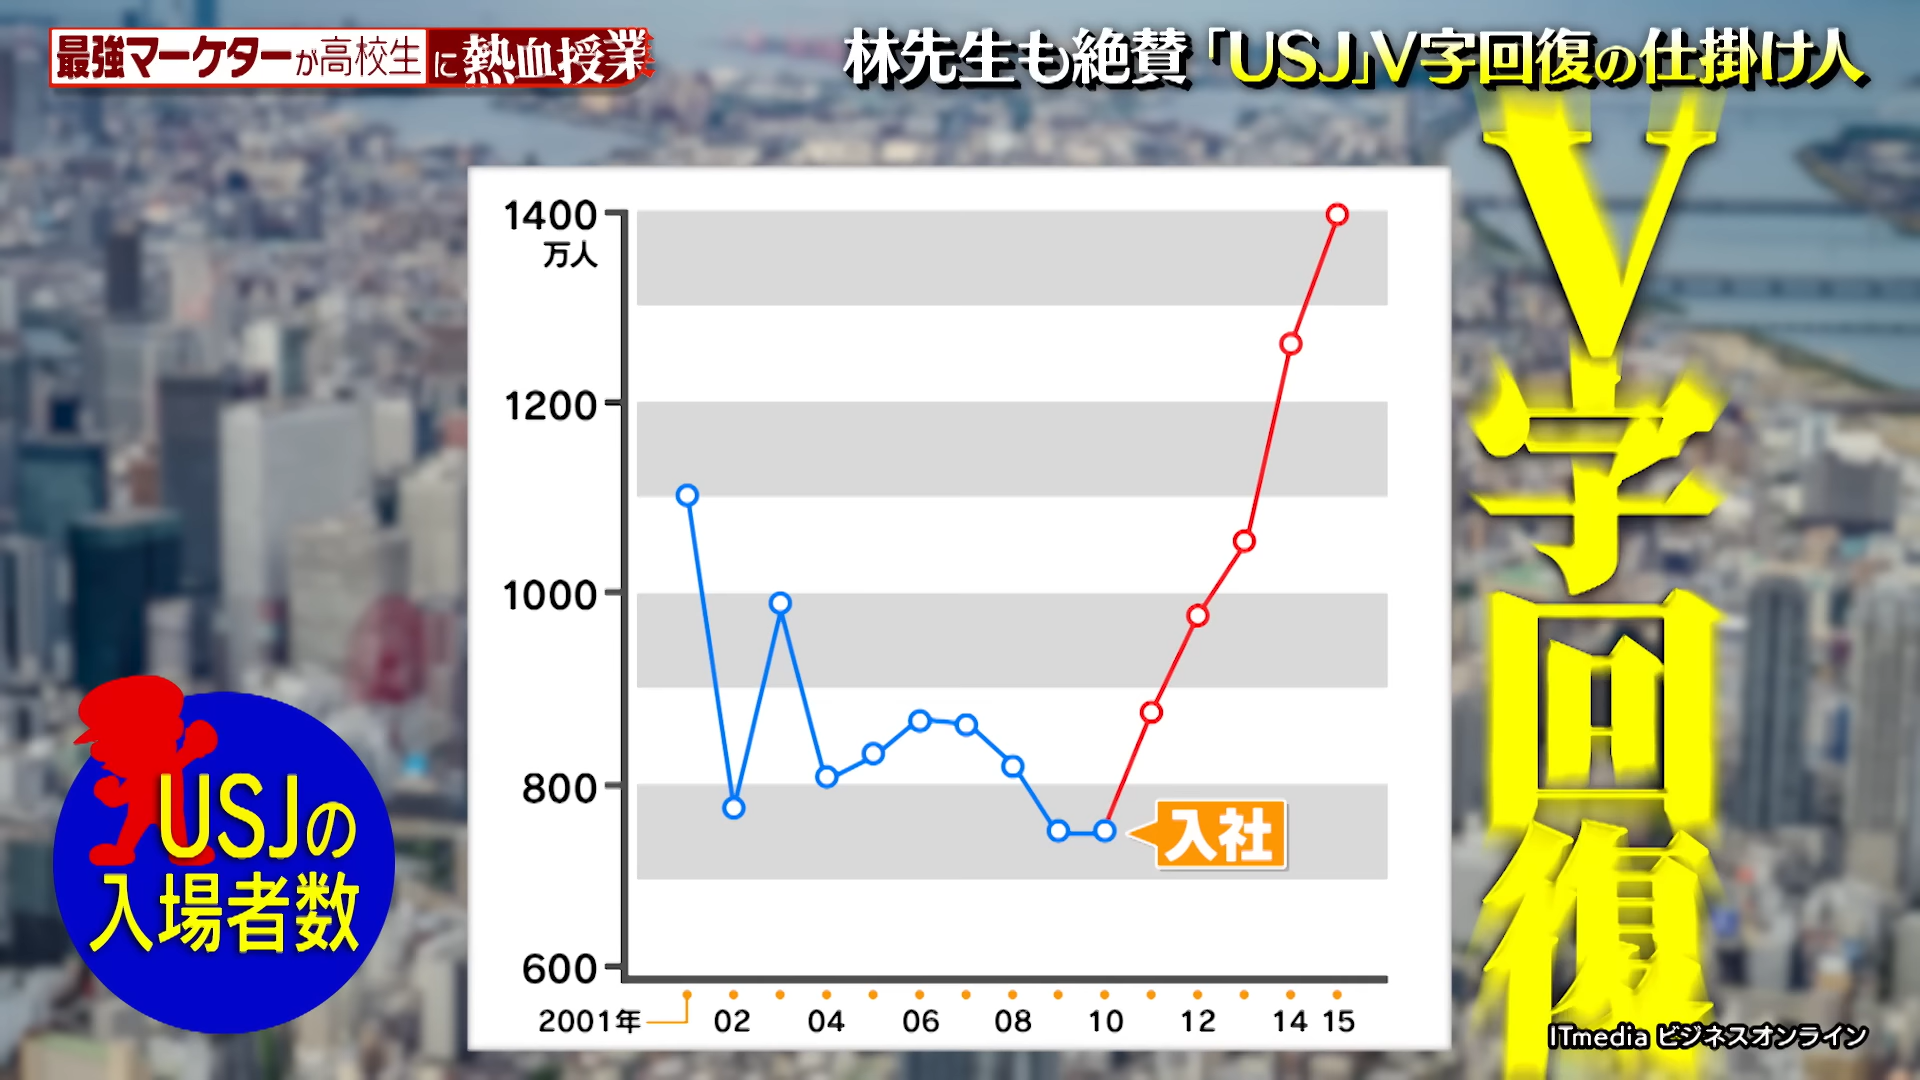 最強マーケターが高校生に熱血授業
林先生も絶賛「USJ」V字回復の仕掛け人
V字回復
1400
万人
1200
1000
800
600
入社
2001年 02 04 06 08 10 12 14 15
USJの
入場者数
ITmedia ビジネスオンライン